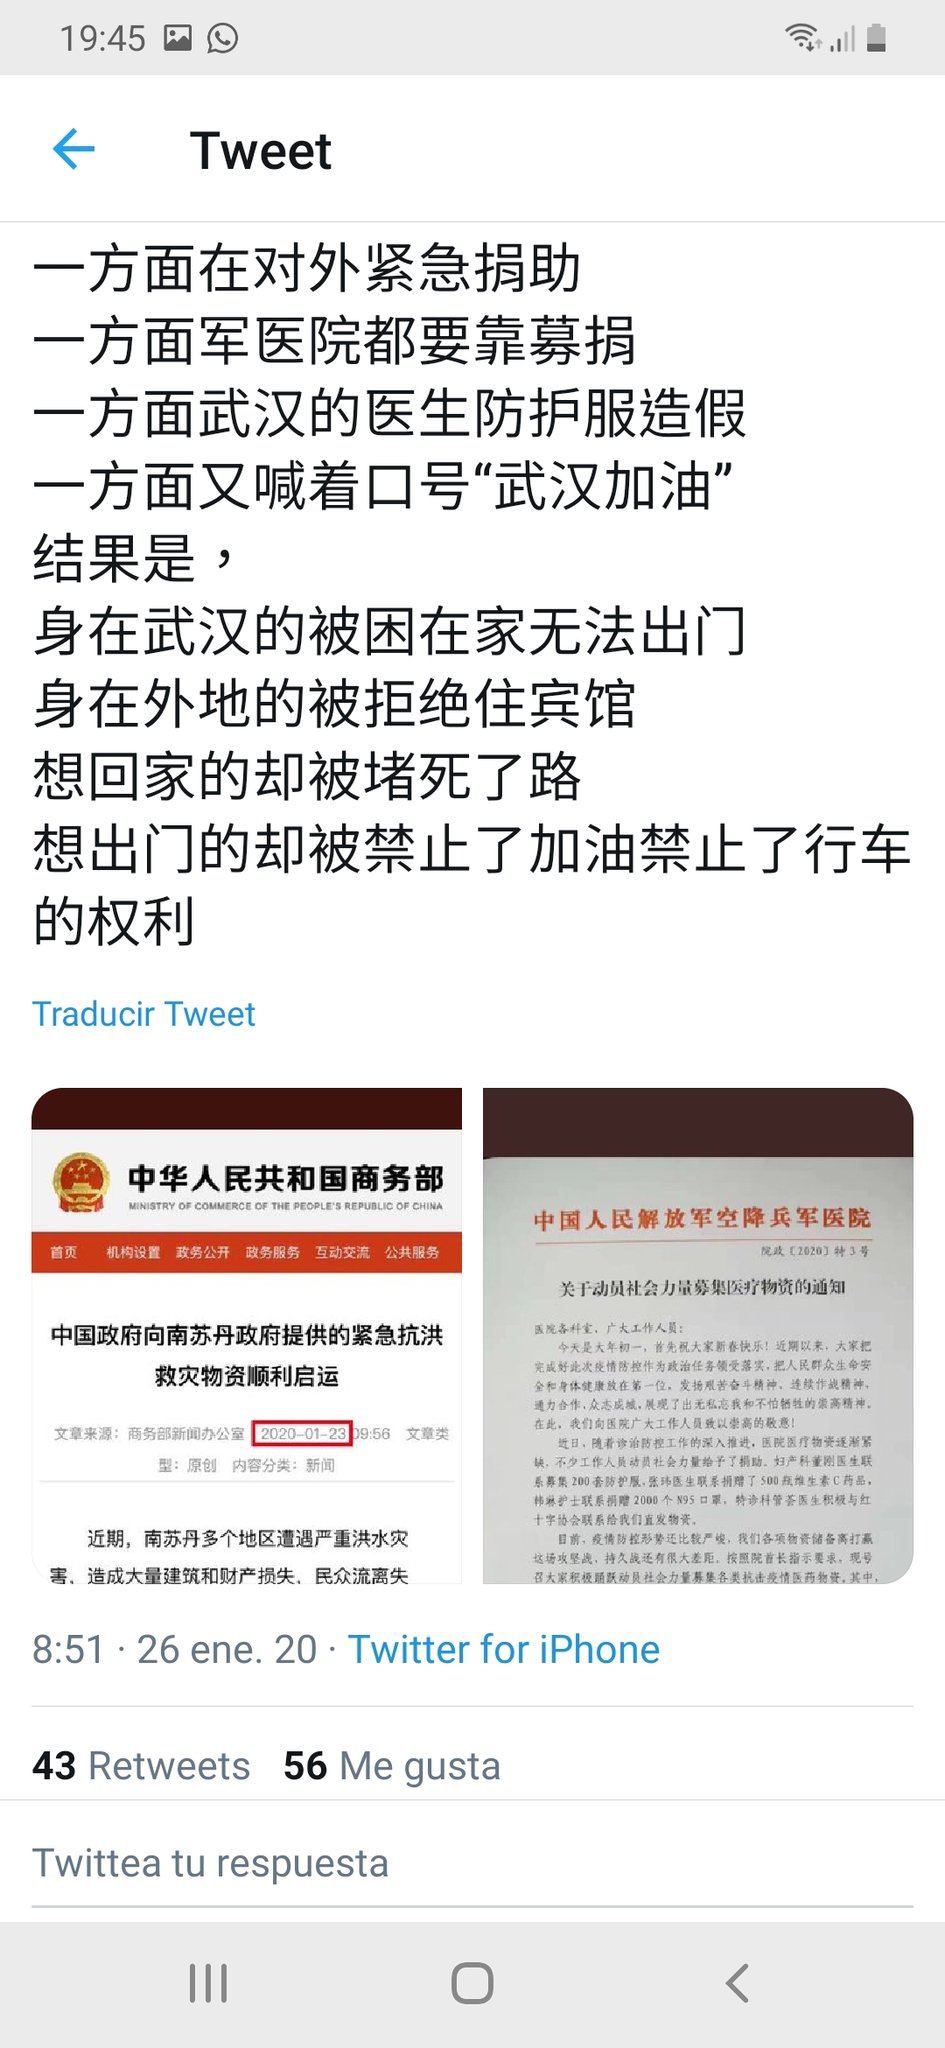 19:45
Tweet
一方面在对外紧急捐助
一方面军医院都要靠募捐
一方面武汉的医生防护服造假
一方面又喊着口号“武汉加油”
结果是，
身在武汉的被困在家无法出门
身在外地的被拒绝住宾馆
想回家的却被堵死了路
想出门的却被禁止了加油禁止了行车
的权利
Traducir Tweet
中华人民共和国商务部
MINISTRY OF COMMERCE OF THE PEOPLE'S REPUBLIC OF CHINA
首页 机构设置 政务公开 政务服务 互动交流 公共服务
中国政府向南苏丹政府提供的紧急抗洪
救灾物资顺利启运
文章来源：商务部新闻办公室 2020-01-23 09:56 文章类
型：原创 内容分类：新闻
近期，南苏丹多个地区遭遇严重洪水灾
害，造成大量建筑和财产损失，民众流离失
中国人民解放军空降兵军医院
院政〔2020〕特3号
关于动员社会力量募集医疗物资的通知
医院各科室、广大工作人员：
今天是大年初一，首先祝大家新春快乐！近期以来，大家把
完成好此次疫情防控作为政治任务领受落实，把人民群众生命安
全和身体健康放在第一位，发扬艰苦奋斗精神、连续作战精神，
通力合作，众志成城，展现了出无私忘我和不怕牺牲的崇高精神。
在此，我们向医院广大工作人员致以崇高的敬意！
近日，随着诊治防控工作的深入推进，医院医疗物资逐渐紧
缺，不少工作人员动员社会力量给予了捐助。妇产科董刚医生联
系募集200套防护服，张玮医生联系捐赠了500瓶维生素C药品，
韩琳护士联系捐赠2000个N95口罩，特诊科管荟医生积极与红
十字协会联系给我们直发物资。
目前，疫情防控形势还比较严峻，我们各项物资储备离打赢
这场攻坚战、持久战还有很大差距。按照院首长指示要求，现号
召大家积极踊跃动员社会力量募集各类抗击疫情医药物资。其中，
8:51 · 26 ene. 20 · Twitter for iPhone
43 Retweets 56 Me gusta
Twittea tu respuesta